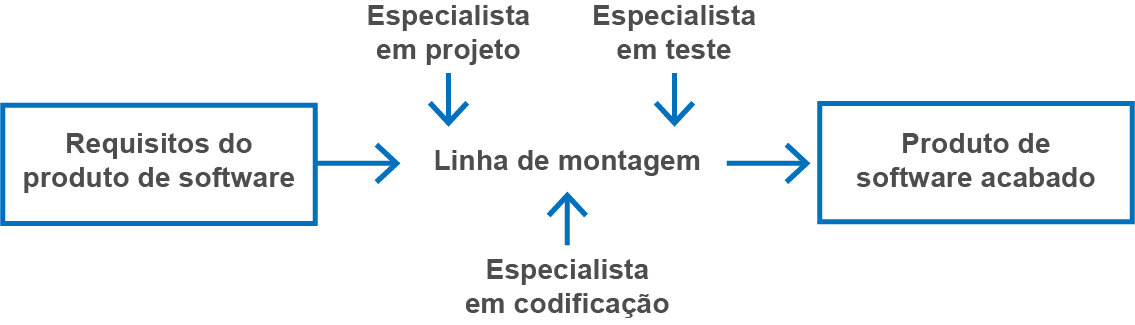 Especialista
em projeto
Especialista
em teste
Requisitos do
produto de software
Linha de montagem
Produto de
software acabado
Especialista
em codificação